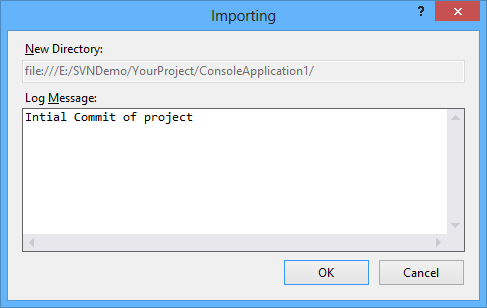 Importing
?
New Directory:
file:///E:/SVNDemo/YourProject/ConsoleApplication1/
Log Message:
Intial Commit of project
OK Cancel